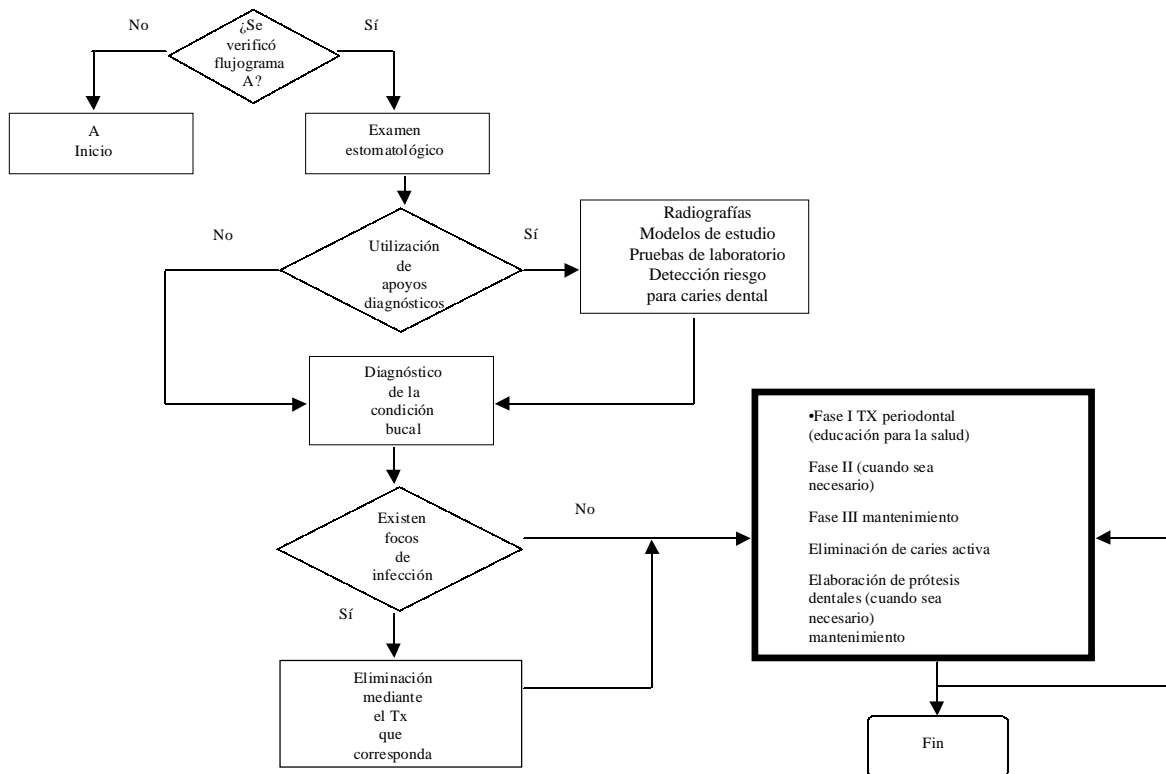 ¿Se
verificó
flujograma
A?
No
Sí
A
Inicio
Examen
estomatológico
No
Utilización
de
apoyos
diagnósticos
Sí
Radiografías
Modelos de estudio
Pruebas de laboratorio
Detección riesgo
para caries dental
Diagnóstico
de la
condición
bucal
Existen
focos
de
infección
No
Sí
Eliminación
mediante
el Tx
que
corresponda
•Fase I TX periodontal
(educación para la salud)
Fase II (cuando sea
necesario)
Fase III mantenimiento
Eliminación de caries activa
Elaboración de prótesis
dentales (cuando sea
necesario)
mantenimiento
Fin